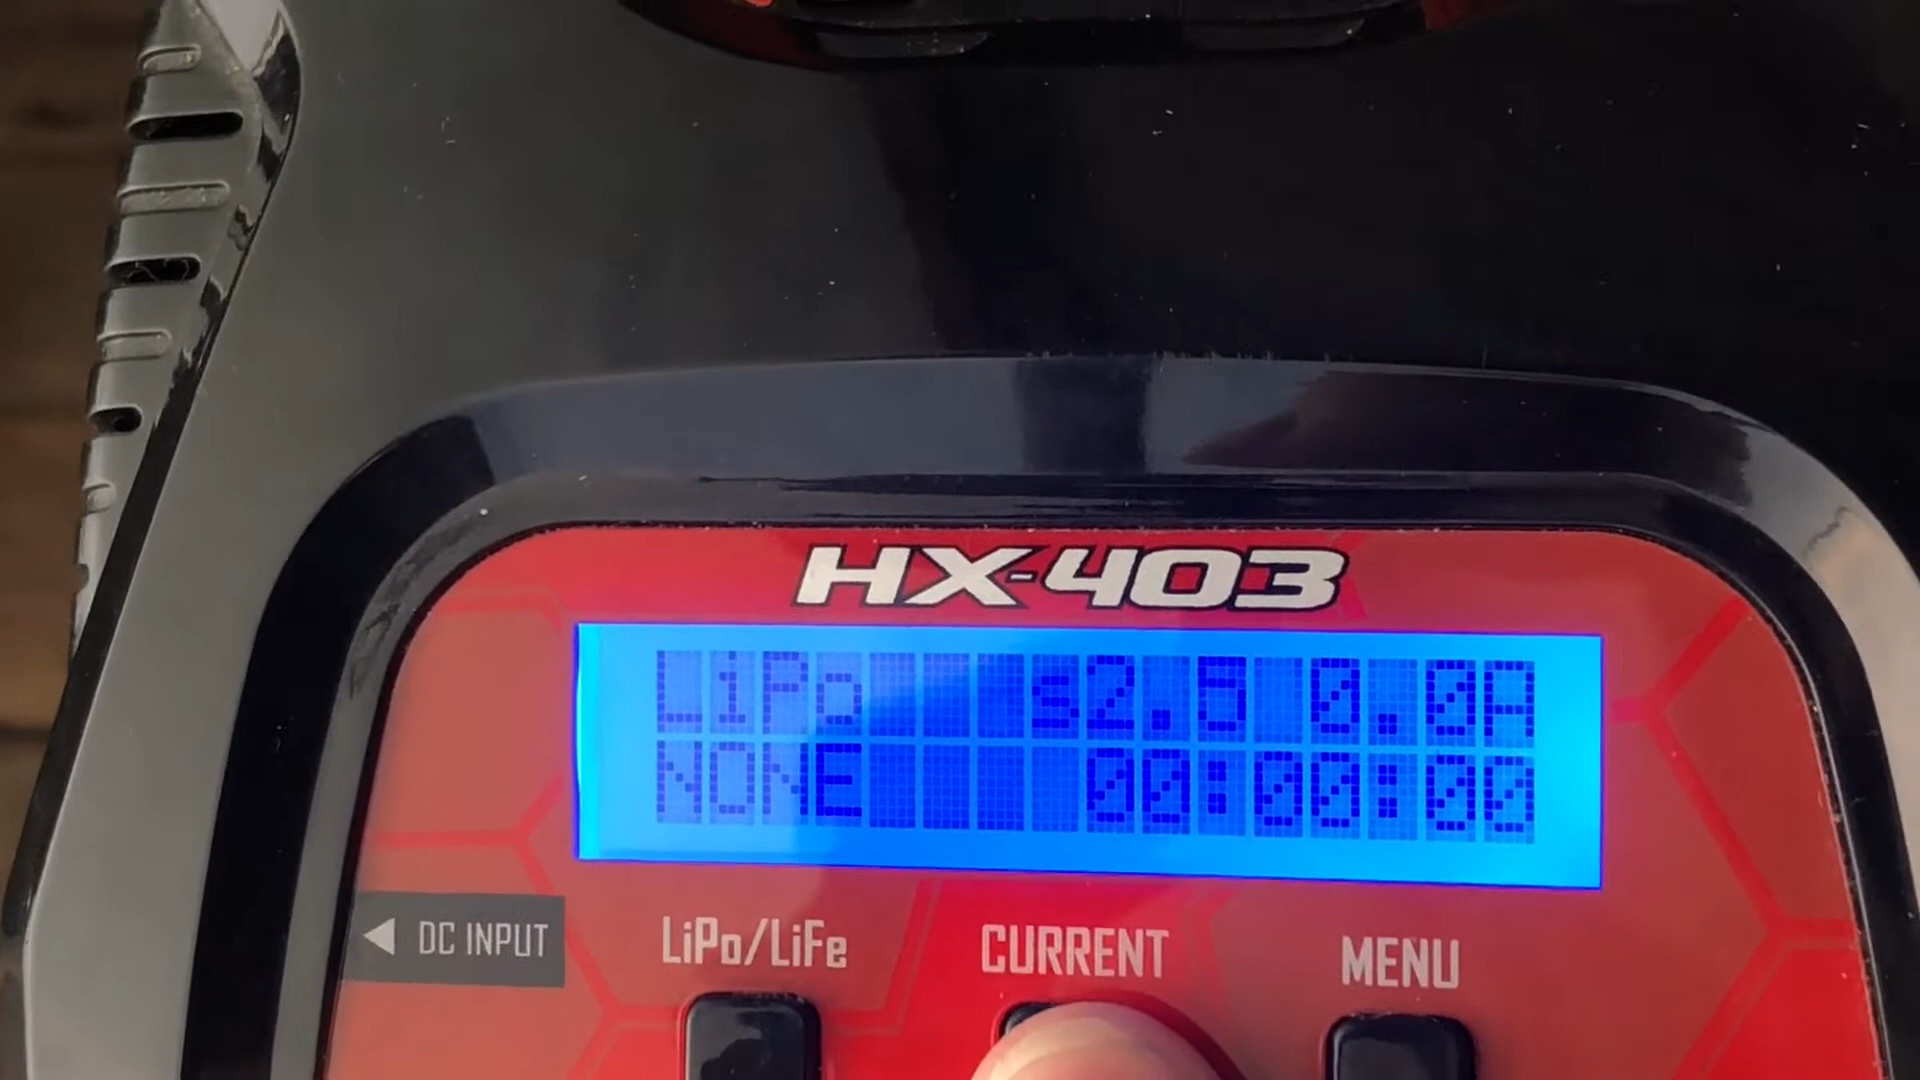 HX-403
LiPo s2.5 0.0A
NONE 00:00:00
◀ DC INPUT
LiPo/LiFe
CURRENT
MENU